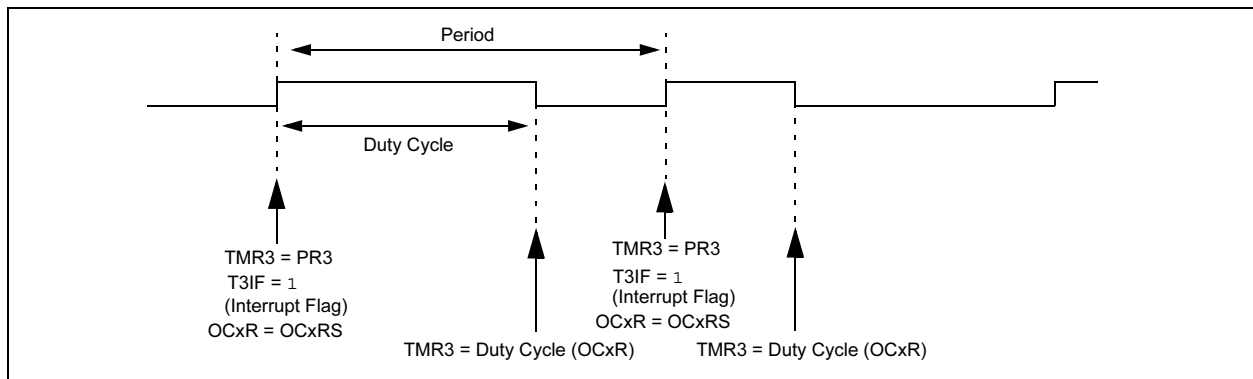 Period
Duty Cycle
TMR3 = PR3
T3IF = 1
(Interrupt Flag)
OCxR = OCxRS
TMR3 = Duty Cycle (OCxR)
TMR3 = PR3
T3IF = 1
(Interrupt Flag)
OCxR = OCxRS
TMR3 = Duty Cycle (OCxR)